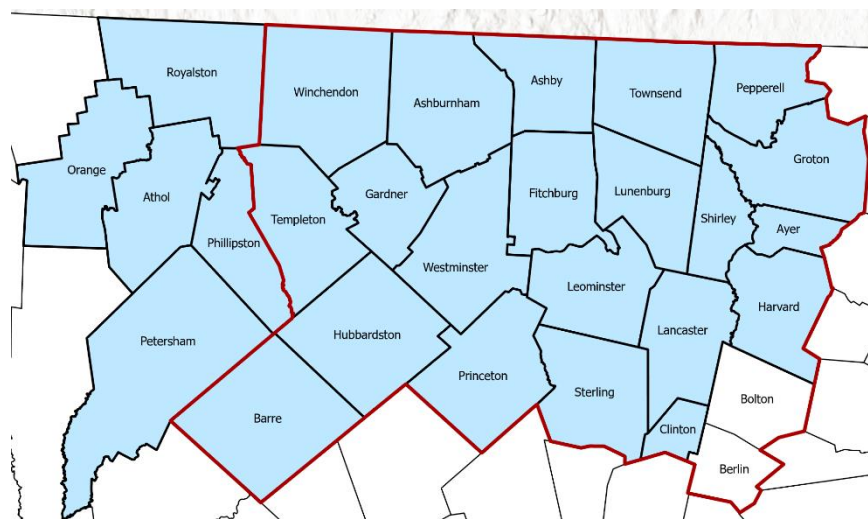 Royalston
Winchendon
Ashburnham
Ashby
Townsend
Pepperell
Orange
Athol
Phillipston
Templeton
Gardner
Fitchburg
Lunenburg
Groton
Shirley
Ayer
Westminster
Leominster
Harvard
Petersham
Hubbardston
Lancaster
Princeton
Sterling
Bolton
Barre
Clinton
Berlin